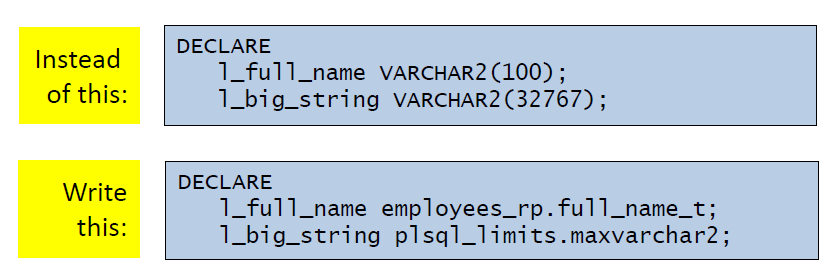 Instead
of this:
DECLARE
l_full_name VARCHAR2(100);
l_big_string VARCHAR2(32767);
Write
this:
DECLARE
l_full_name employees_rp.full_name_t;
l_big_string plsql_limits.maxvarchar2;